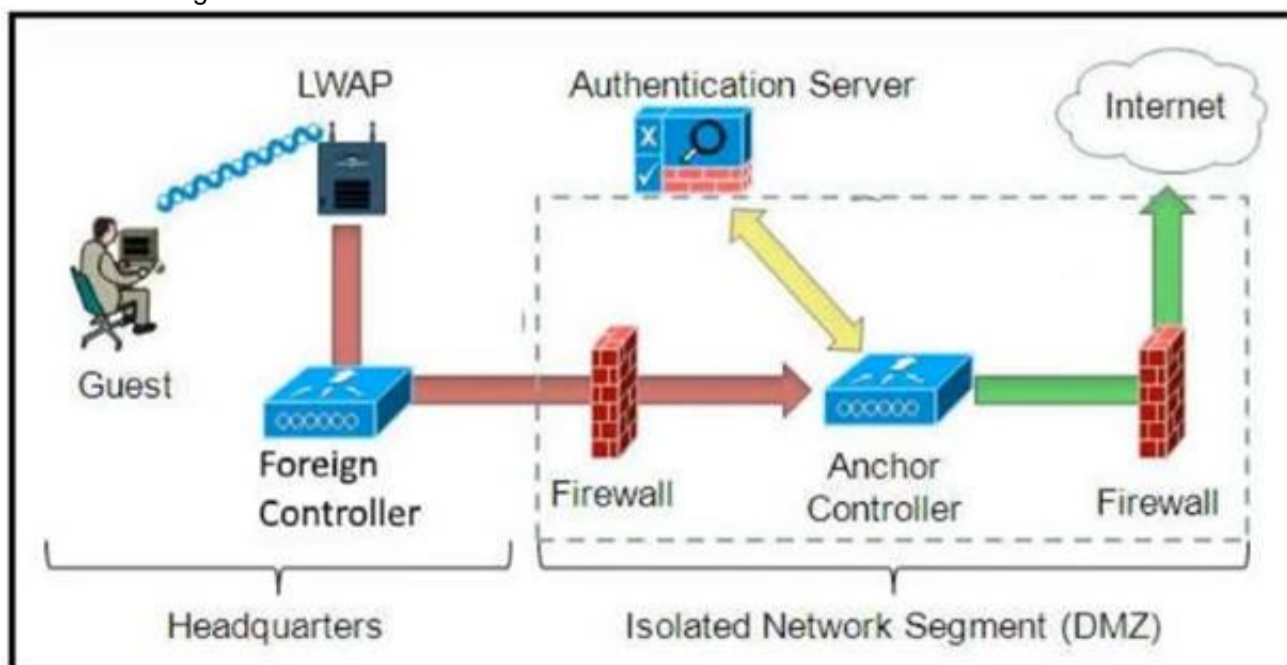 LWAP
Authentication Server
Internet
Guest
Foreign
Controller
Firewall
Anchor
Controller
Firewall
Headquarters
Isolated Network Segment (DMZ)